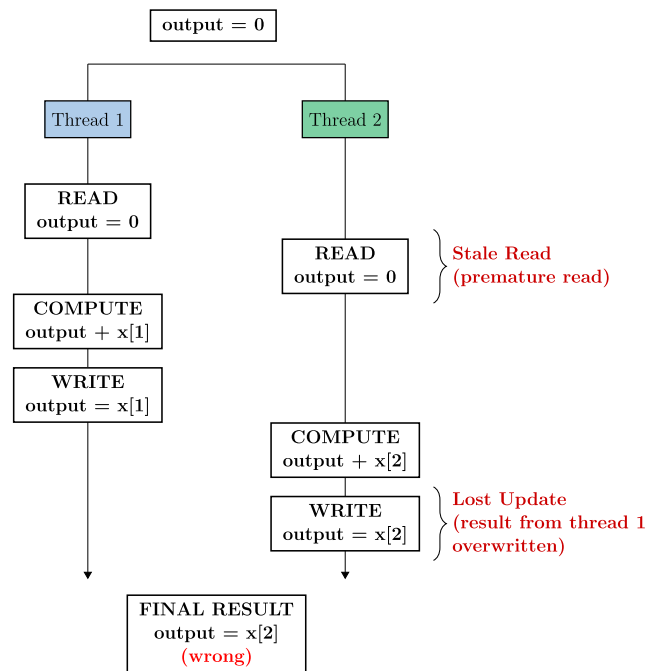 output = 0
Thread 1
Thread 2
READ
output = 0
READ
output = 0
Stale Read
(premature read)
COMPUTE
output + x[1]
WRITE
output = x[1]
COMPUTE
output + x[2]
WRITE
output = x[2]
Lost Update
(result from thread 1
overwritten)
FINAL RESULT
output = x[2]
(wrong)